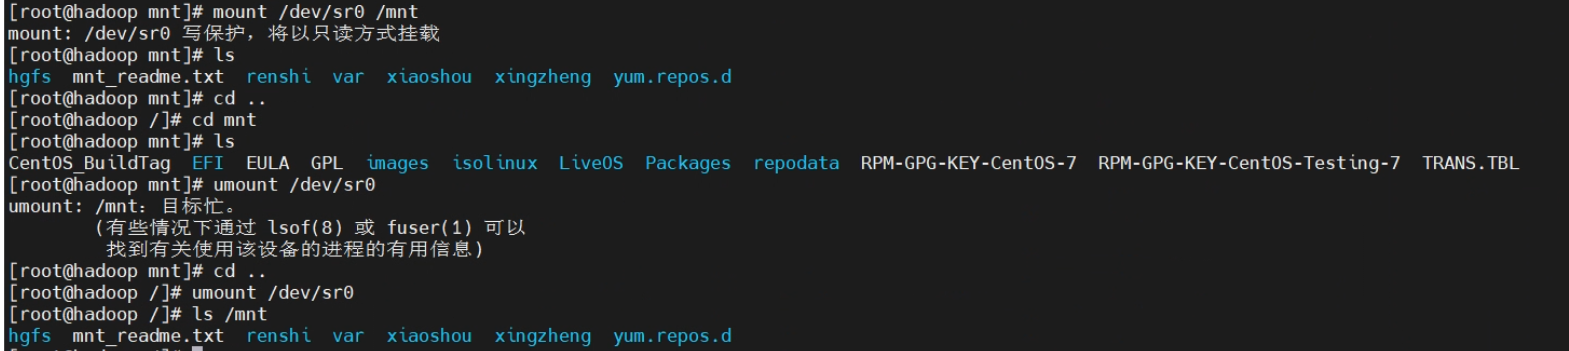 [root@hadoop mnt]# mount /dev/sr0 /mnt
mount: /dev/sr0 写保护，将以只读方式挂载
[root@hadoop mnt]# ls
hgfs  mnt_readme.txt  renshi  var  xiaoshou  xingzheng  yum.repos.d
[root@hadoop mnt]# cd ..
[root@hadoop /]# cd mnt
[root@hadoop mnt]# ls
CentOS_BuildTag  EFI  EULA  GPL  images  isolinux  LiveOS  Packages  repodata  RPM-GPG-KEY-CentOS-7  RPM-GPG-KEY-CentOS-Testing-7  TRANS.TBL
[root@hadoop mnt]# umount /dev/sr0
umount: /mnt：目标忙。
        (有些情况下通过 lsof(8) 或 fuser(1) 可以
         找到有关使用该设备的进程的有用信息)
[root@hadoop mnt]# cd ..
[root@hadoop /]# umount /dev/sr0
[root@hadoop /]# ls /mnt
hgfs  mnt_readme.txt  renshi  var  xiaoshou  xingzheng  yum.repos.d